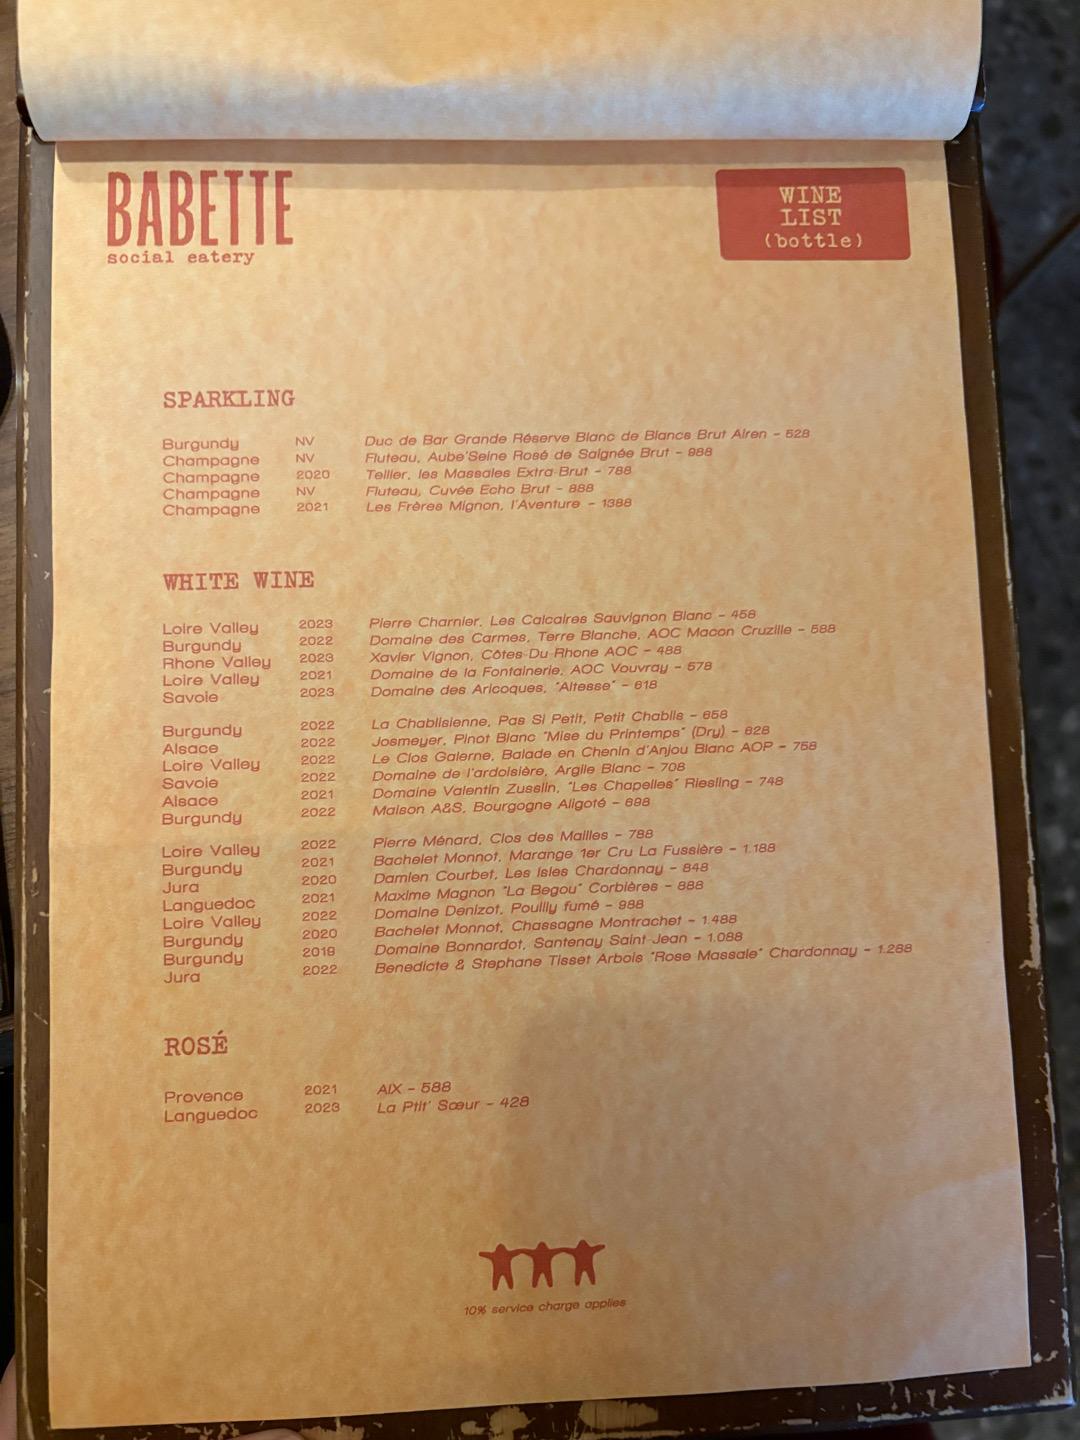 BABETTE
social eatery
WINE
LIST
(bottle)
SPARKLING
Burgundy NV Duc de Bar Grande Réserve Blanc de Blancs Brut Airen - 528
Champagne NV Fluteau, Aube'Seine Rosé de Saignée Brut - 988
Champagne 2020 Tellier, les Massales Extra Brut - 788
Champagne NV Fluteau, Cuvée Echo Brut - 888
Champagne 2021 Les Frères Mignon, l'Aventure - 1388
WHITE WINE
Loire Valley 2023 Pierre Charnier, Les Calcaires Sauvignon Blanc - 458
Burgundy 2022 Domaine des Carmes, Terre Blanche, AOC Macon Cruzille - 588
Rhone Valley 2023 Xavier Vignon, Côtes Du Rhone AOC - 488
Loire Valley 2021 Domaine de la Fontainerie, AOC Vouvray - 578
Savoie 2023 Domaine des Aricoques, "Altesse" - 618
Burgundy 2022 La Chablisienne, Pas Si Petit, Petit Chablis - 658
Alsace 2022 Josmeyer, Pinot Blanc "Mise du Printemps" (Dry) - 628
Loire Valley 2022 Le Clos Galerne, Balade en Chenin d'Anjou Blanc AOP - 758
Savoie 2022 Domaine de l'ardoisière, Argile Blanc - 708
Alsace 2021 Domaine Valentin Zusslin, "Les Chapelles" Riesling - 748
Burgundy 2022 Maison A&S, Bourgogne Aligoté - 698
Loire Valley 2022 Pierre Ménard, Clos des Mailles - 788
Burgundy 2021 Bachelet Monnot, Marange 1er Cru La Fussière - 1.188
Jura 2020 Damien Courbet, Les Isles Chardonnay - 848
Languedoc 2021 Maxime Magnon "La Begou" Corbières - 888
Loire Valley 2022 Domaine Denizot, Pouilly fumé - 988
Burgundy 2020 Bachelet Monnot, Chassagne Montrachet - 1.488
Burgundy 2019 Domaine Bonnardot, Santenay Saint Jean - 1.088
Jura 2022 Benedicte & Stephane Tisset Arbois "Rose Massale" Chardonnay - 1.288
ROSÉ
Provence 2021 AIX - 588
Languedoc 2023 La Ptit' Sœur - 428
10% service charge applies